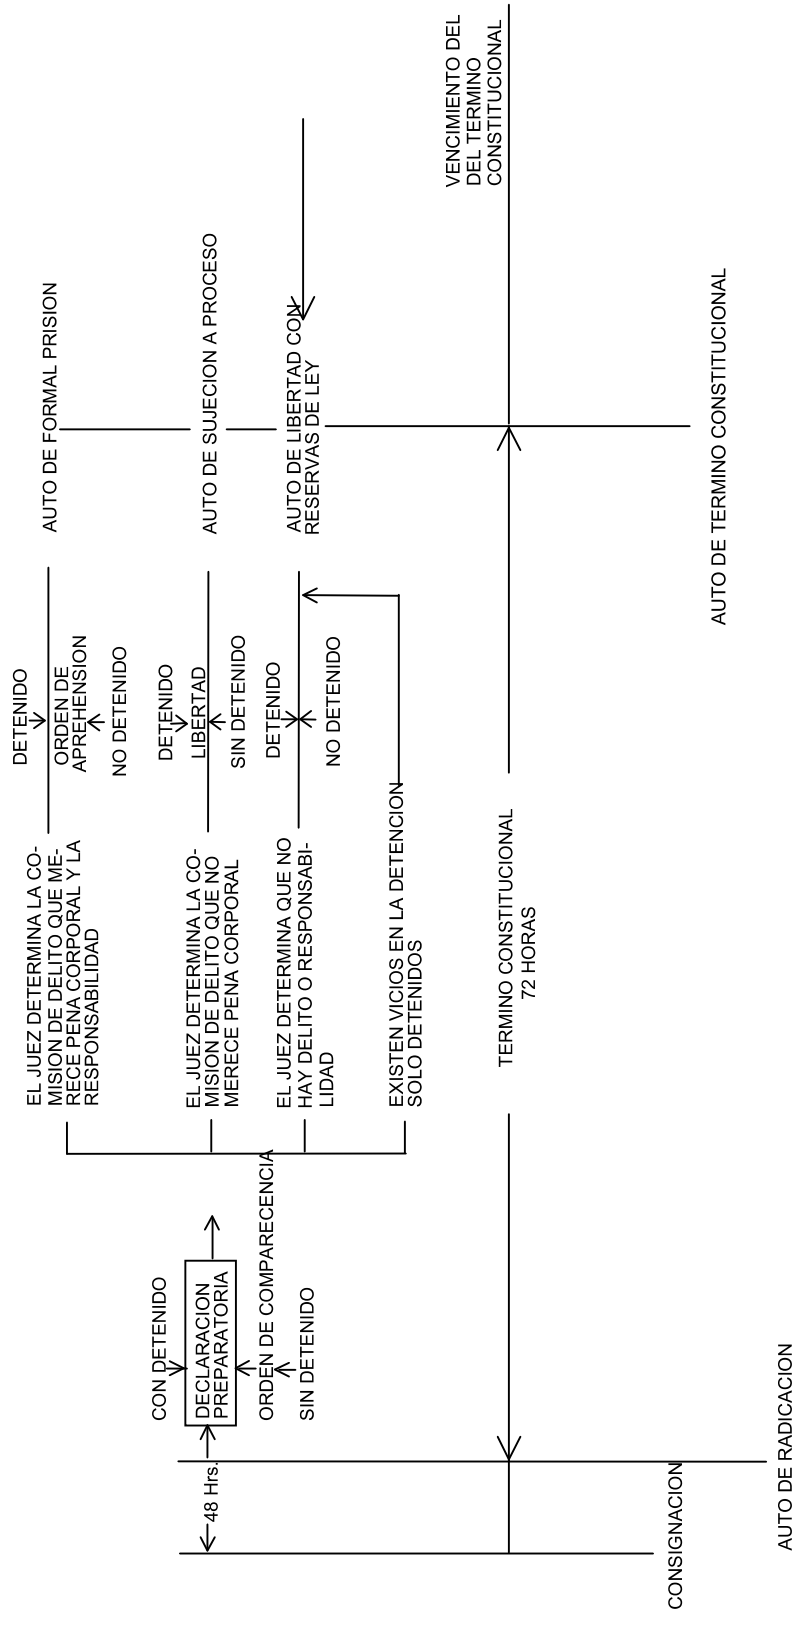 CONSIGNACION
AUTO DE RADICACION
48 Hrs.
CON DETENIDO
DECLARACION
PREPARATORIA
ORDEN DE COMPARECENCIA
SIN DETENIDO
EL JUEZ DETERMINA LA CO-
MISION DE DELITO QUE ME-
RECE PENA CORPORAL Y LA
RESPONSABILIDAD
DETENIDO
ORDEN DE
APREHENSION
NO DETENIDO
AUTO DE FORMAL PRISION
EL JUEZ DETERMINA LA CO-
MISION DE DELITO QUE NO
MERECE PENA CORPORAL
DETENIDO
LIBERTAD
SIN DETENIDO
AUTO DE SUJECION A PROCESO
EL JUEZ DETERMINA QUE NO
HAY DELITO O RESPONSABI-
LIDAD
DETENIDO
NO DETENIDO
AUTO DE LIBERTAD CON
RESERVAS DE LEY
EXISTEN VICIOS EN LA DETENCION
SOLO DETENIDOS
TERMINO CONSTITUCIONAL
72 HORAS
VENCIMIENTO DEL
DEL TERMINO
CONSTITUCIONAL
AUTO DE TERMINO CONSTITUCIONAL